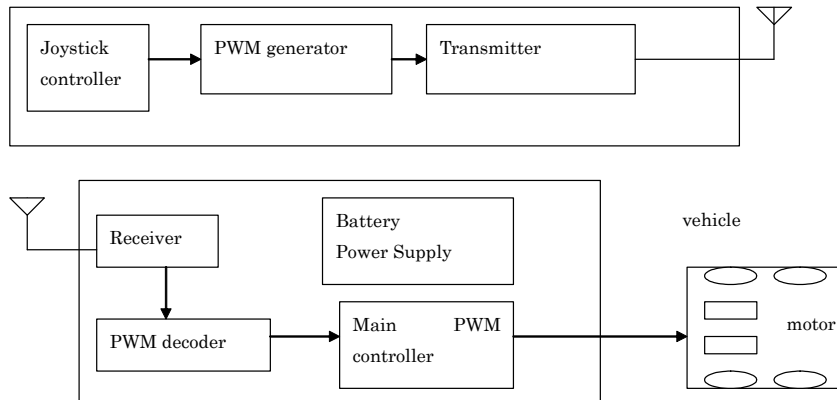 Joystick
controller
PWM generator
Transmitter
Receiver
Battery
Power Supply
vehicle
PWM decoder
Main PWM
controller
motor